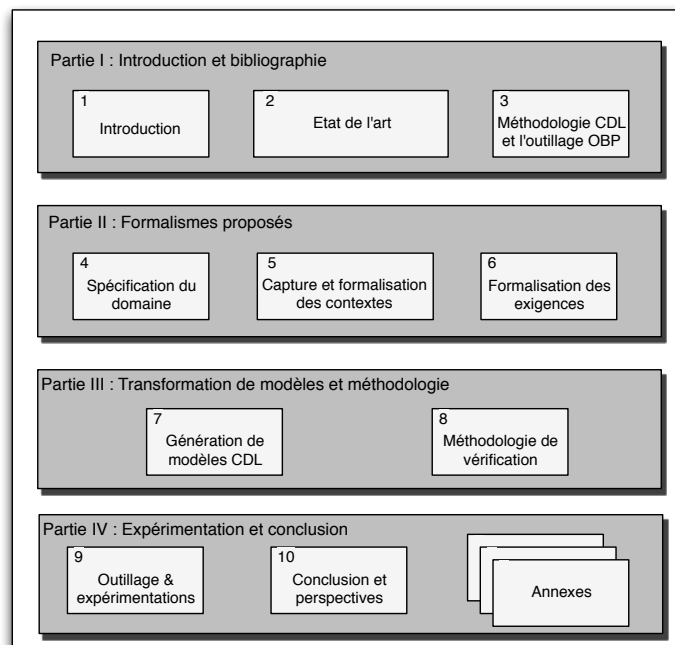 Partie I : Introduction et bibliographie
1
Introduction
2
Etat de l'art
3
Méthodologie CDL
et l'outillage OBP
Partie II : Formalismes proposés
4
Spécification du
domaine
5
Capture et formalisation
des contextes
6
Formalisation des
exigences
Partie III : Transformation de modèles et méthodologie
7
Génération de
modèles CDL
8
Méthodologie de
vérification
Partie IV : Expérimentation et conclusion
9
Outillage &
expérimentations
10
Conclusion et
perspectives
Annexes